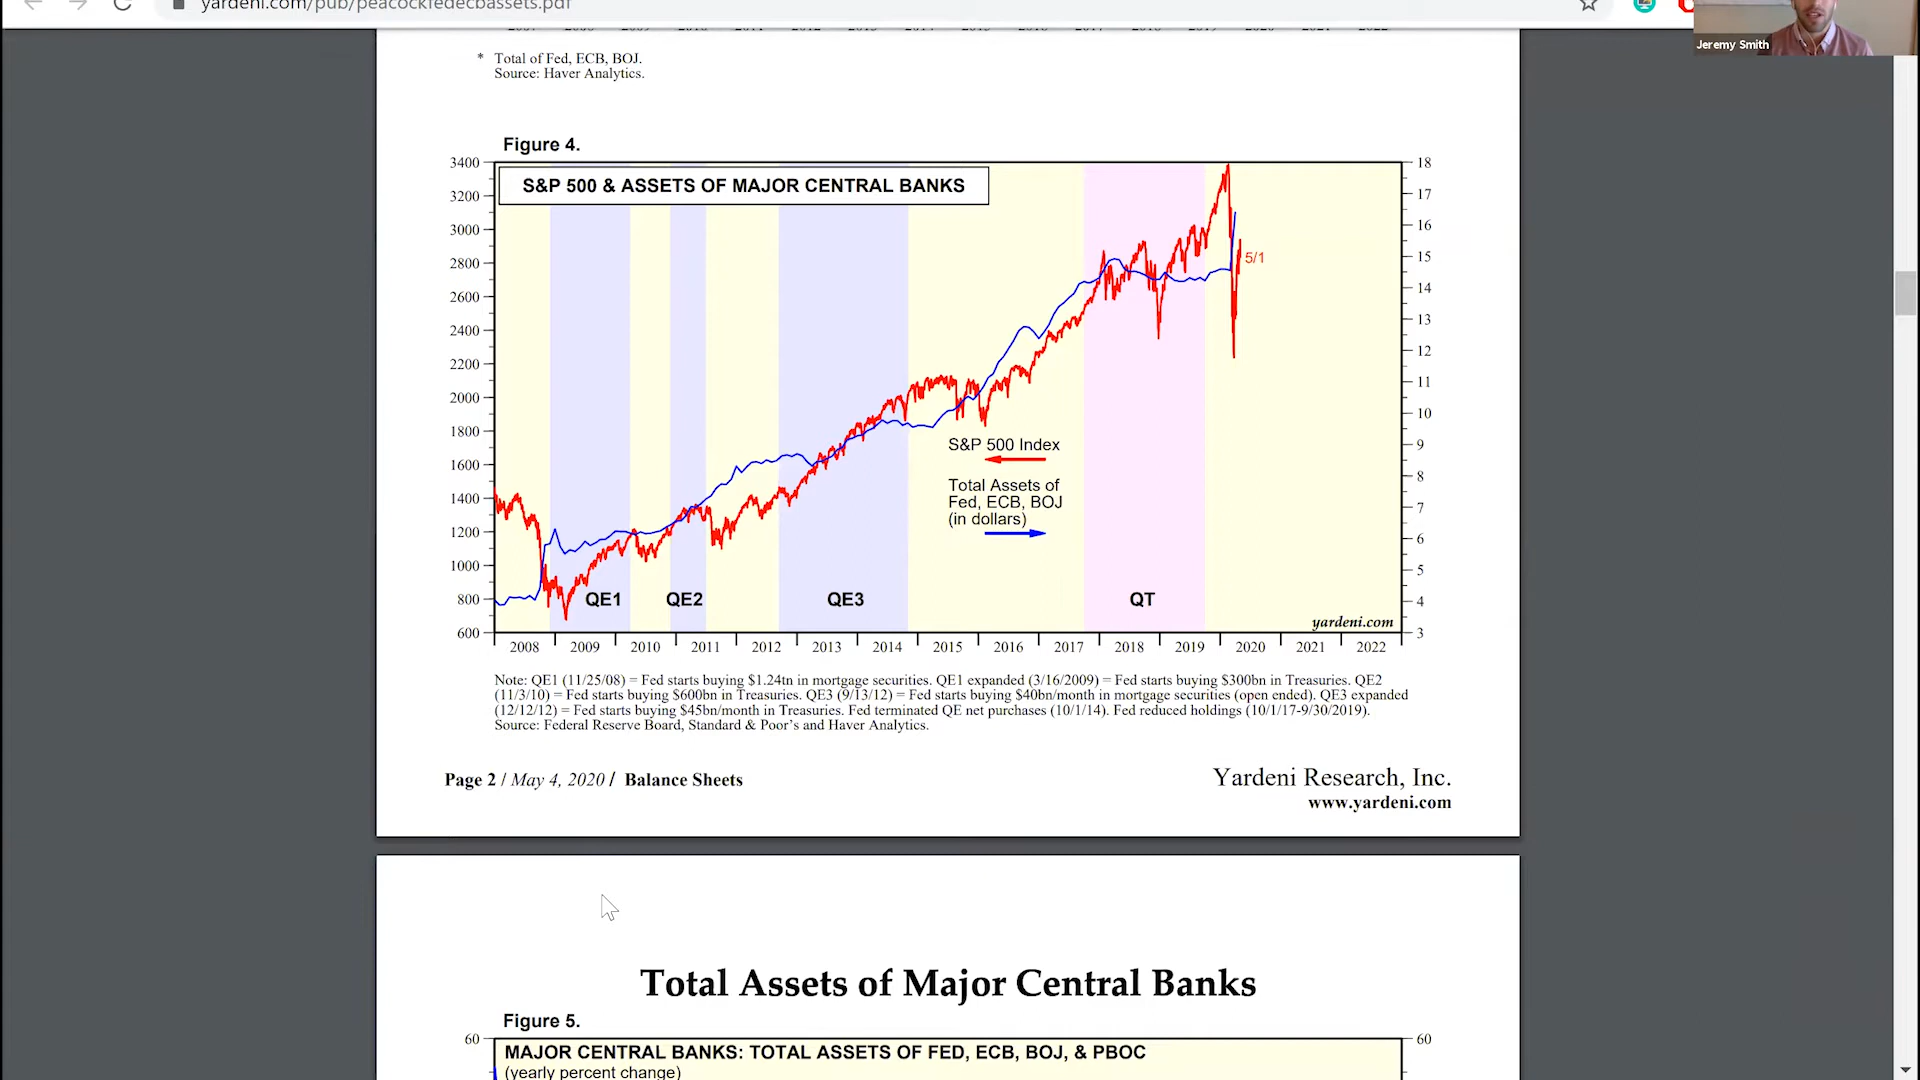 yardeni.com/pub/peacockfedecbassets.pdf
Jeremy Smith
* Total of Fed, ECB, BOJ.
Source: Haver Analytics.
Figure 4.
S&P 500 & ASSETS OF MAJOR CENTRAL BANKS
3400
3200
3000
2800
2600
2400
2200
2000
1800
1600
1400
1200
1000
800
600
18
17
16
15
14
13
12
11
10
9
8
7
6
5
4
3
5/1
S&P 500 Index
Total Assets of
Fed, ECB, BOJ
(in dollars)
QE1 QE2 QE3 QT
yardeni.com
2008 2009 2010 2011 2012 2013 2014 2015 2016 2017 2018 2019 2020 2021 2022
Note: QE1 (11/25/08) = Fed starts buying $1.24tn in mortgage securities. QE1 expanded (3/16/2009) = Fed starts buying $300bn in Treasuries. QE2
(11/3/10) = Fed starts buying $600bn in Treasuries. QE3 (9/13/12) = Fed starts buying $40bn/month in mortgage securities (open ended). QE3 expanded
(12/12/12) = Fed starts buying $45bn/month in Treasuries. Fed terminated QE net purchases (10/1/14). Fed reduced holdings (10/1/17-9/30/2019).
Source: Federal Reserve Board, Standard & Poor's and Haver Analytics.
Page 2 / May 4, 2020 / Balance Sheets
Yardeni Research, Inc.
www.yardeni.com
Total Assets of Major Central Banks
Figure 5.
60 60
MAJOR CENTRAL BANKS: TOTAL ASSETS OF FED, ECB, BOJ, & PBOC
(yearly percent change)